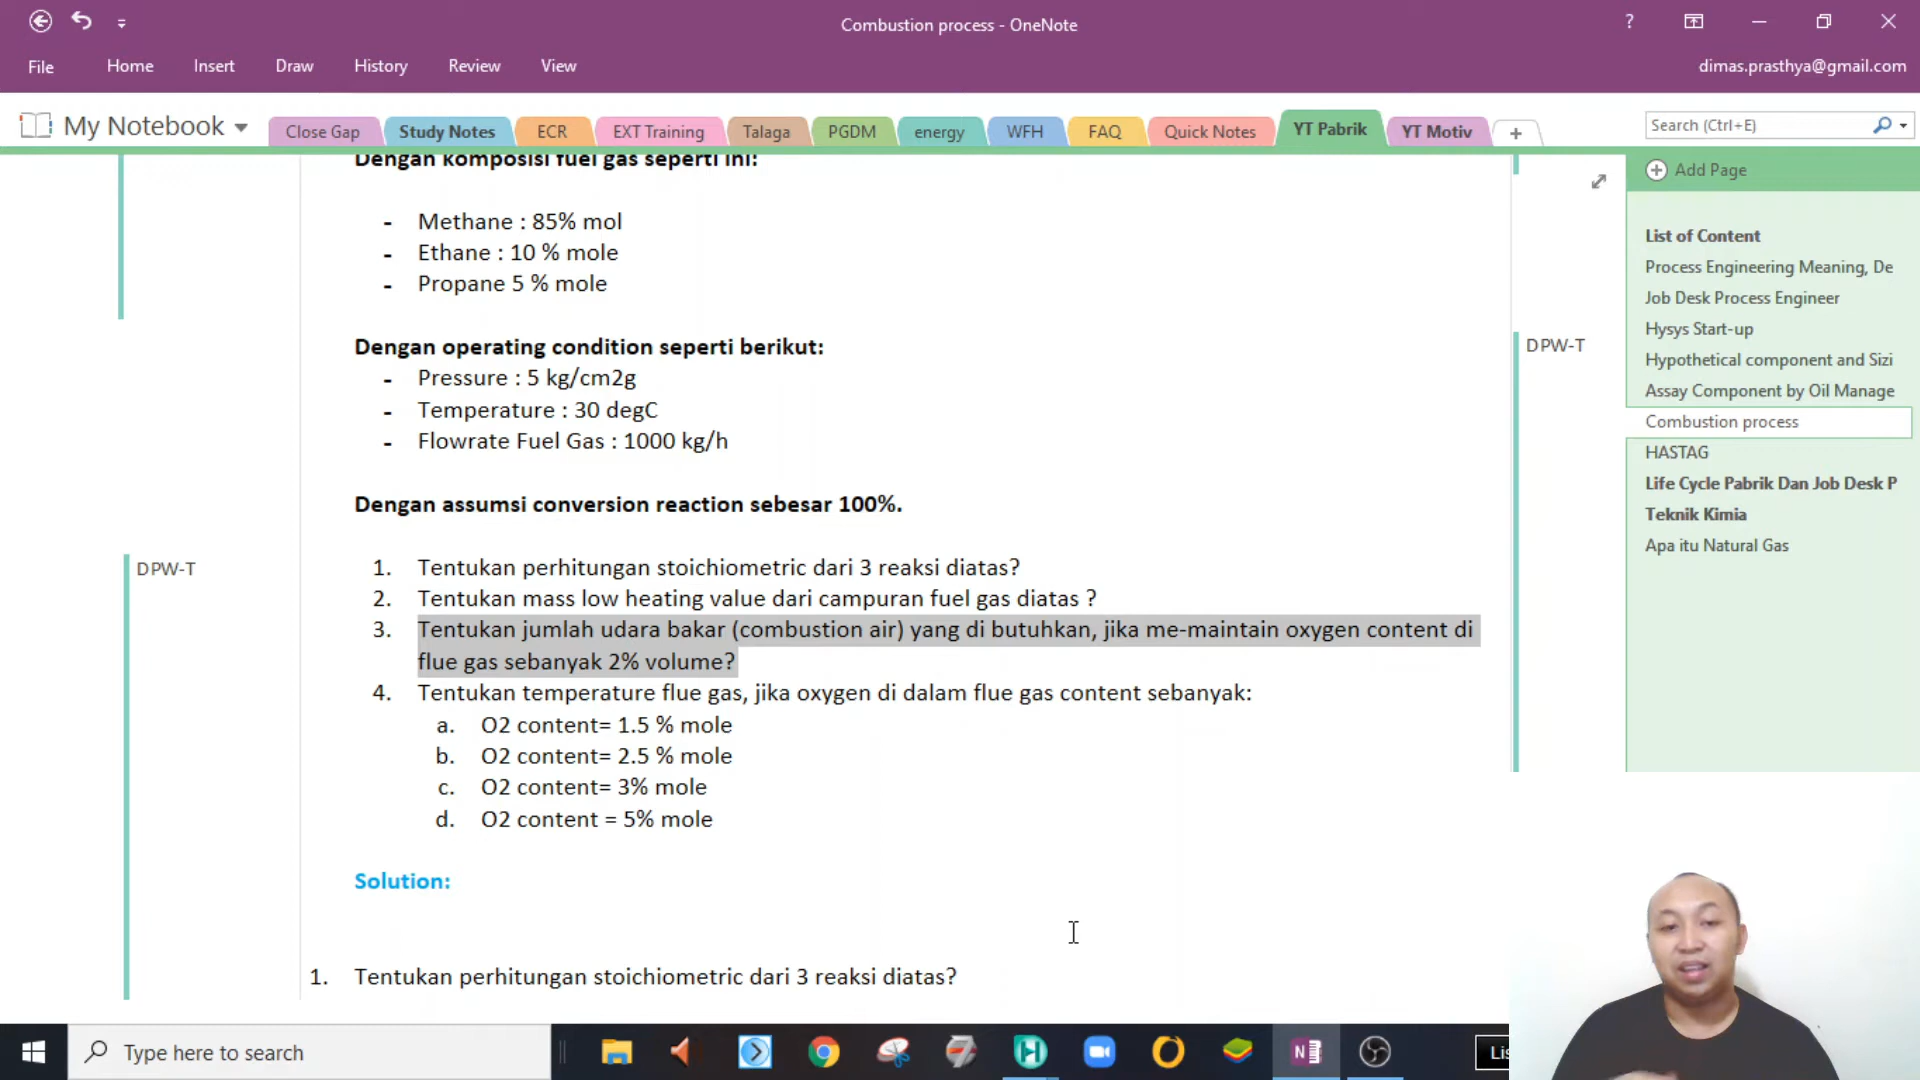 Combustion process - OneNote
?
File
Home
Insert
Draw
History
Review
View
dimas.prasthya@gmail.com
My Notebook
Close Gap
Study Notes
ECR
EXT Training
Talaga
PGDM
energy
WFH
FAQ
Quick Notes
YT Pabrik
YT Motiv
Search (Ctrl+E)
Add Page
List of Content
Process Engineering Meaning, De
Job Desk Process Engineer
Hysys Start-up
Hypothetical component and Sizi
Assay Component by Oil Manage
Combustion process
HASTAG
Life Cycle Pabrik Dan Job Desk P
Teknik Kimia
Apa itu Natural Gas
Dengan komposisi fuel gas seperti ini:
- Methane : 85% mol
- Ethane : 10 % mole
- Propane 5 % mole
Dengan operating condition seperti berikut:
DPW-T
- Pressure : 5 kg/cm2g
- Temperature : 30 degC
- Flowrate Fuel Gas : 1000 kg/h
Dengan assumsi conversion reaction sebesar 100%.
DPW-T
1. Tentukan perhitungan stoichiometric dari 3 reaksi diatas?
2. Tentukan mass low heating value dari campuran fuel gas diatas ?
3. Tentukan jumlah udara bakar (combustion air) yang di butuhkan, jika me-maintain oxygen content di
flue gas sebanyak 2% volume?
4. Tentukan temperature flue gas, jika oxygen di dalam flue gas content sebanyak:
a. O2 content= 1.5 % mole
b. O2 content= 2.5 % mole
c. O2 content= 3% mole
d. O2 content = 5% mole
Solution:
1. Tentukan perhitungan stoichiometric dari 3 reaksi diatas?
Type here to search